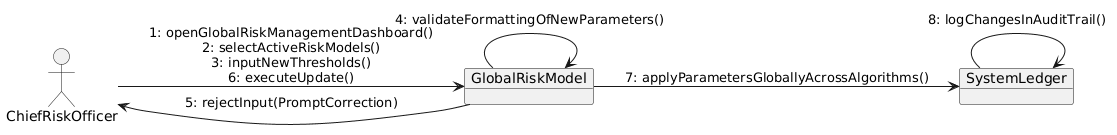 4: validateFormattingOfNewParameters()
8: logChangesInAuditTrail()
1: openGlobalRiskManagementDashboard()
2: selectActiveRiskModels()
3: inputNewThresholds()
6: executeUpdate()
GlobalRiskModel
7: applyParametersGloballyAcrossAlgorithms()
SystemLedger
5: rejectInput(PromptCorrection)
ChiefRiskOfficer